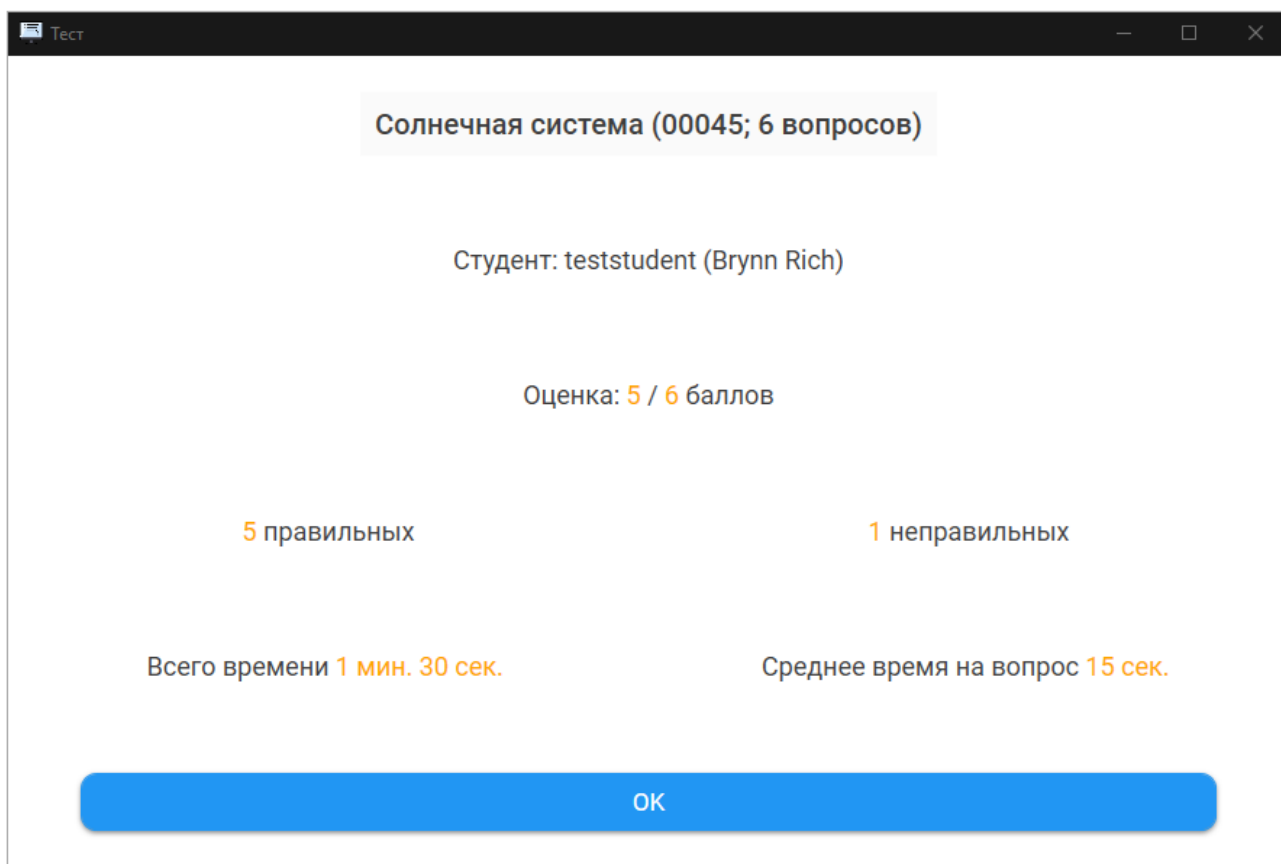 Тест
Солнечная система (00045; 6 вопросов)
Студент: teststudent (Brynn Rich)
Оценка: 5 / 6 баллов
5 правильных
1 неправильных
Всего времени 1 мин. 30 сек.
Среднее время на вопрос 15 сек.
ОК